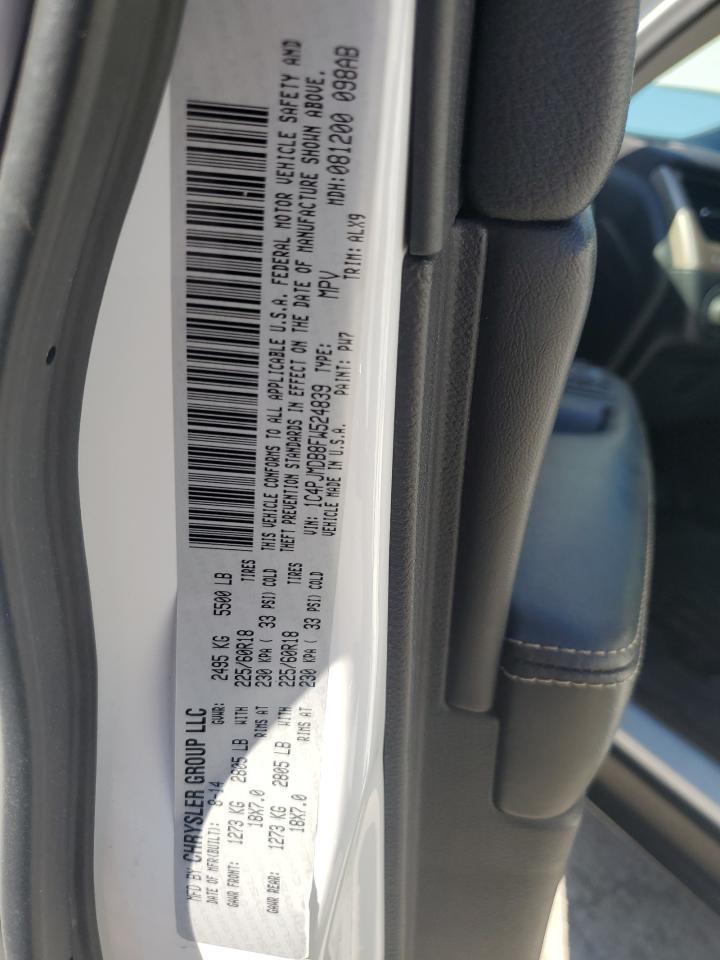 MFD BY CHRYSLER GROUP LLC
DATE OF MFR(BUILT): 8-14 GVWR: 2495 KG 5500 LB
GAWR FRONT: 1273 KG 2805 LB WITH 225/60R18 TIRES
18X7.0 RIMS AT 230 KPA ( 33 PSI) COLD
GAWR REAR: 1273 KG 2805 LB WITH 225/60R18 TIRES
18X7.0 RIMS AT 230 KPA ( 33 PSI) COLD
THIS VEHICLE CONFORMS TO ALL APPLICABLE U.S.A. FEDERAL MOTOR VEHICLE SAFETY AND
THEFT PREVENTION STANDARDS IN EFFECT ON THE DATE OF MANUFACTURE SHOWN ABOVE.
VIN: 1C4PJMDB8FW524839 TYPE: MPV MDH:081200 098AB
VEHICLE MADE IN U.S.A. PAINT: PW7 TRIM: ALX9